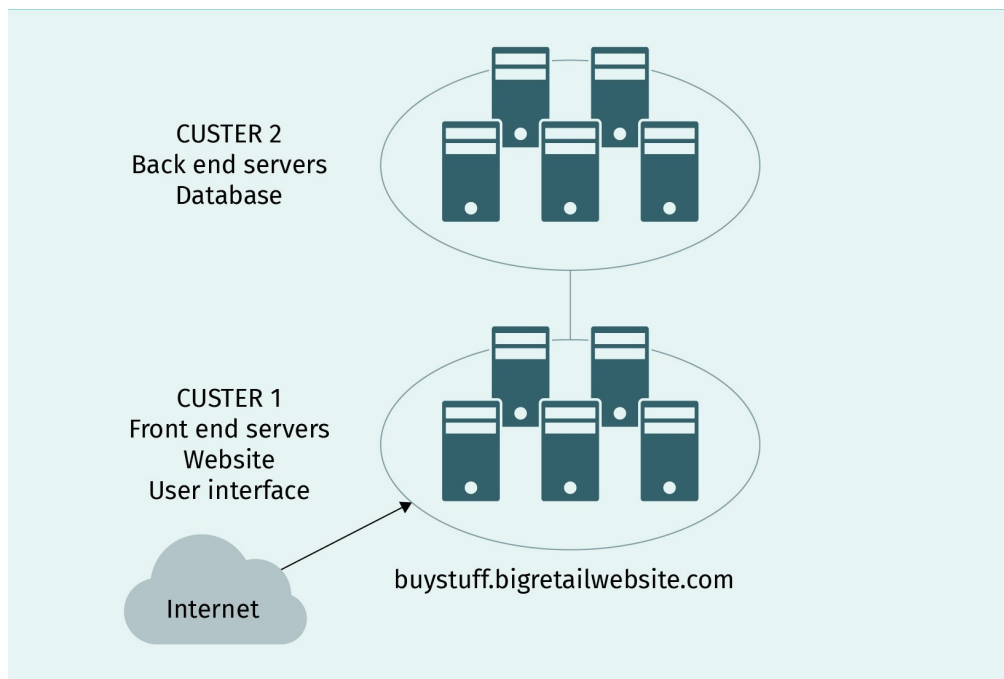 CUSTER 2
Back end servers
Database
CUSTER 1
Front end servers
Website
User interface
Internet
buystuff.bigretailwebsite.com